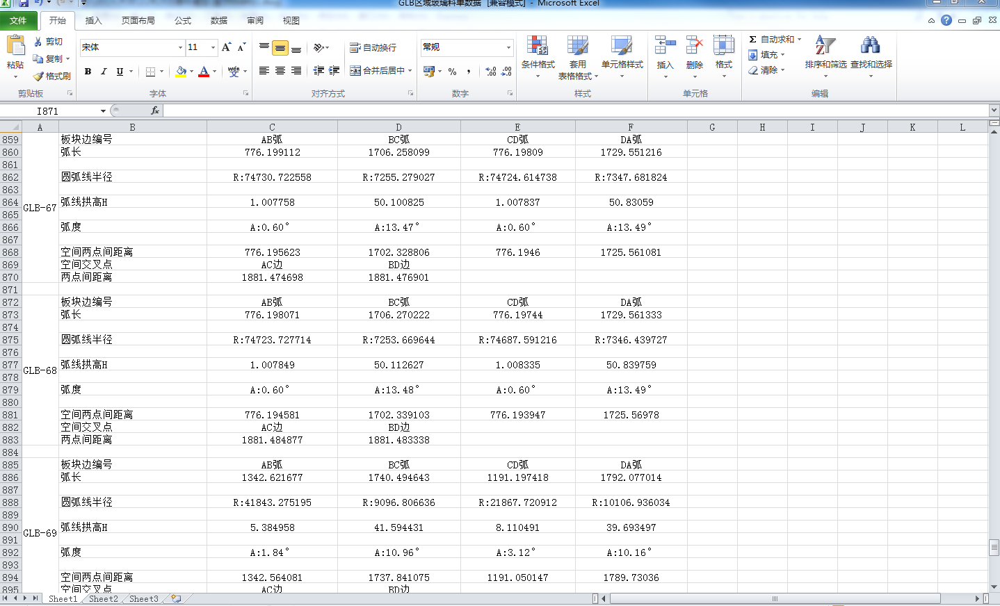 GLB区域玻璃料单数据 [兼容模式] - Microsoft Excel
文件 开始 插入 页面布局 公式 数据 审阅 视图
粘贴 剪切 复制 格式刷
宋体 11 自动换行 常规
B I U 合并后居中 % ,
条件格式 套用表格格式 单元格样式 插入 删除 格式
Σ 自动求和 填充 清除 排序和筛选 查找和选择
剪贴板 字体 对齐方式 数字 样式 单元格 编辑
I871 fx
A B C D E F G H I J K L
859 板块边编号 AB弧 BC弧 CD弧 DA弧
860 弧长 776.199112 1706.258099 776.19809 1729.551216
861
862 圆弧线半径 R:74730.722558 R:7255.279027 R:74724.614738 R:7347.681824
863
864 弧线拱高H 1.007758 50.100825 1.007837 50.83059
GLB-67
865
866 弧度 A:0.60° A:13.47° A:0.60° A:13.49°
867
868 空间两点间距离 776.195623 1702.328806 776.1946 1725.561081
869 空间交叉点 AC边 BD边
870 两点间距离 1881.474698 1881.476901
871
872 板块边编号 AB弧 BC弧 CD弧 DA弧
873 弧长 776.198071 1706.270222 776.19744 1729.561333
874
875 圆弧线半径 R:74723.727714 R:7253.669644 R:74687.591216 R:7346.439727
876
877 弧线拱高H 1.007849 50.112627 1.008335 50.839759
GLB-68
878
879 弧度 A:0.60° A:13.48° A:0.60° A:13.49°
880
881 空间两点间距离 776.194581 1702.339103 776.193947 1725.56978
882 空间交叉点 AC边 BD边
883 两点间距离 1881.484877 1881.483338
884
885 板块边编号 AB弧 BC弧 CD弧 DA弧
886 弧长 1342.621677 1740.494643 1191.197418 1792.077014
887
888 圆弧线半径 R:41843.275195 R:9096.806636 R:21867.720912 R:10106.936034
889
890 弧线拱高H 5.384958 41.594431 8.110491 39.693497
GLB-69
891
892 弧度 A:1.84° A:10.96° A:3.12° A:10.16°
893
894 空间两点间距离 1342.564081 1737.841075 1191.050147 1789.73036
895 空间交叉点 AC边 BD边
Sheet1 Sheet2 Sheet3